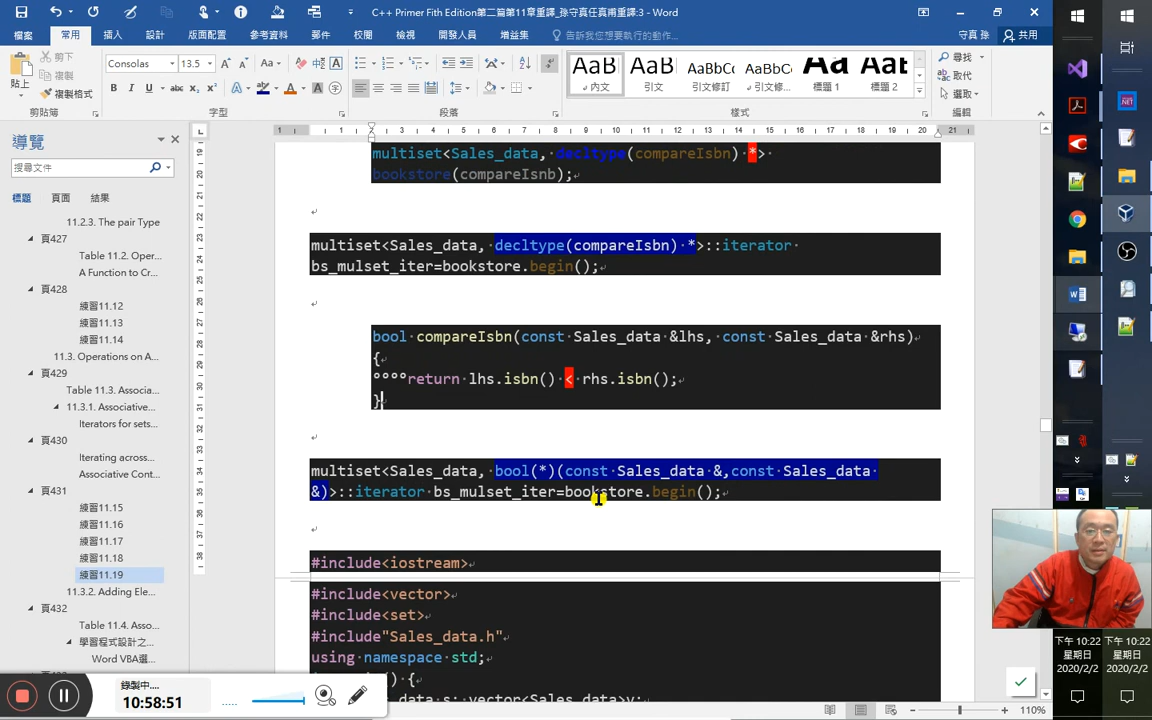 C++ Primer Fith Edition第二篇第11章重譯,孫守真任真甫重譯:3 - Word
檔案 常用 插入 設計 版面配置 參考資料 郵件 校閱 檢視 開發人員 增益集 告訴我您想要執行的動作... 守真 孫 共用
剪下
複製
複製格式
貼上
剪貼簿
Consolas 13.5
字型
段落
AaB AaB AaBbC AaBbC AaB AaB
內文 引文 引文修訂 引文修... 標題 1 標題 2
樣式
尋找
取代
選取
編輯
導覽
搜尋文件
標題 頁面 結果
11.2.3. The pair Type
頁427
Table 11.2. Oper...
A Function to Cr...
頁428
練習11.12
練習11.13
練習11.14
11.3. Operations on A...
頁429
Table 11.3. Associa...
11.3.1. Associative...
Iterators for sets...
頁430
Iterating across...
Associative Cont...
頁431
練習11.15
練習11.16
練習11.17
練習11.18
練習11.19
11.3.2. Adding Ele...
頁432
Table 11.4. Asso...
學習程式設計之...
Word VBA選...
multiset<Sales_data, decltype(compareIsbn) *>
bookstore(compareIsnb);
multiset<Sales_data, decltype(compareIsbn) *>::iterator
bs_mulset_iter=bookstore.begin();
bool compareIsbn(const Sales_data &lhs, const Sales_data &rhs)
{
return lhs.isbn() < rhs.isbn();
}
multiset<Sales_data, bool(*)(const Sales_data &,const Sales_data
&)>::iterator bs_mulset_iter=bookstore.begin();
#include<iostream>
#include<vector>
#include<set>
#include"Sales_data.h"
using namespace std;
錄製中....
10:58:51
110%
下午 10:22
星期日
2020/2/2
下午 10:22
星期日
2020/2/2